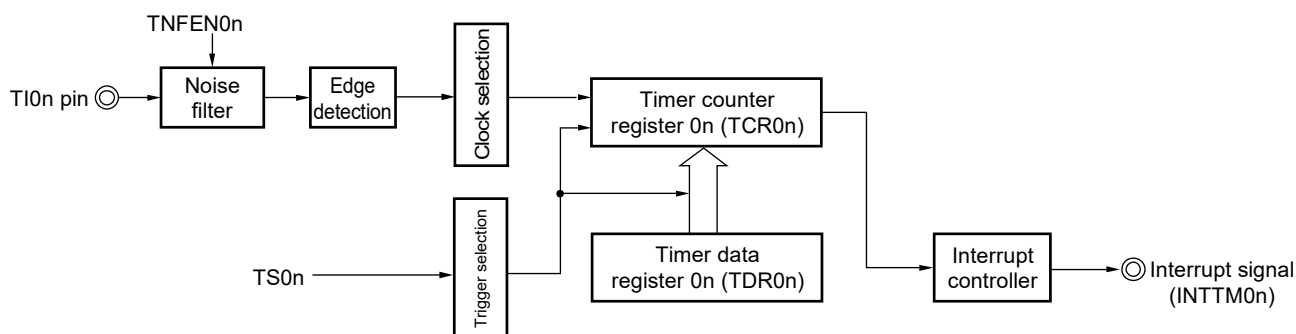 TNFEN0n
TI0n pin
Noise
filter
Edge
detection
Clock selection
Timer counter
register 0n (TCR0n)
TS0n
Trigger selection
Timer data
register 0n (TDR0n)
Interrupt
controller
Interrupt signal
(INTTM0n)